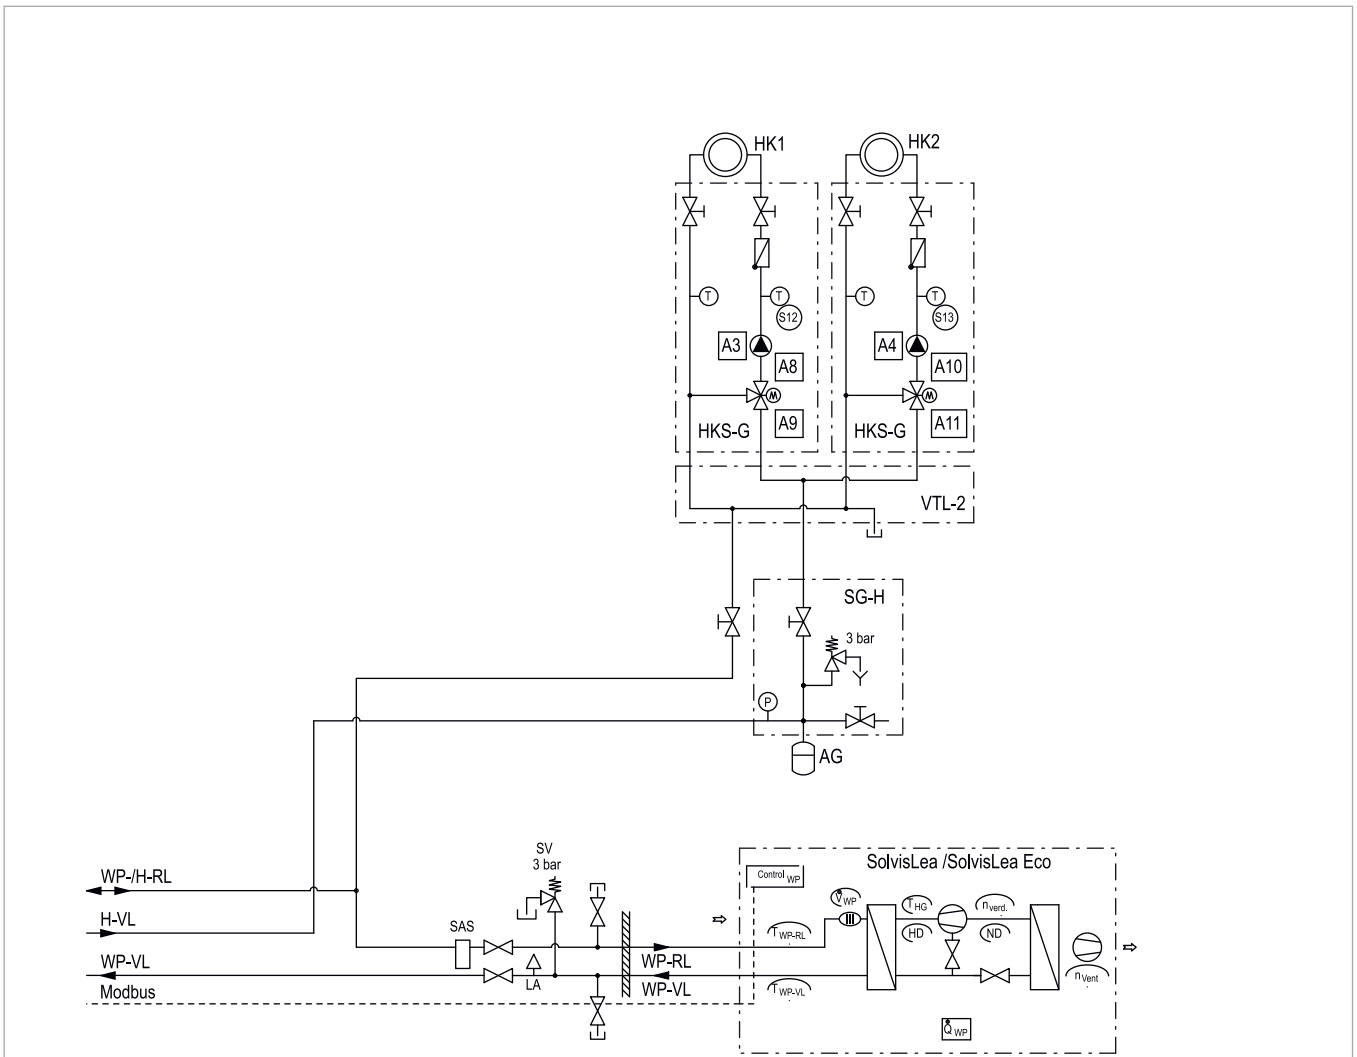 HK1
HK2
T
T
S12
T
T
S13
A3
A8
A4
A10
M
M
HKS-G
A9
HKS-G
A11
VTL-2
SG-H
3 bar
P
AG
SV
3 bar
SolvisLea /SolvisLea Eco
WP-/H-RL
Control WP
V WP
T HG
n verd.
H-VL
SAS
T WP-RL
HD
ND
WP-VL
WP-RL
n Vent
Modbus
LA
WP-VL
T WP-VL
Q WP